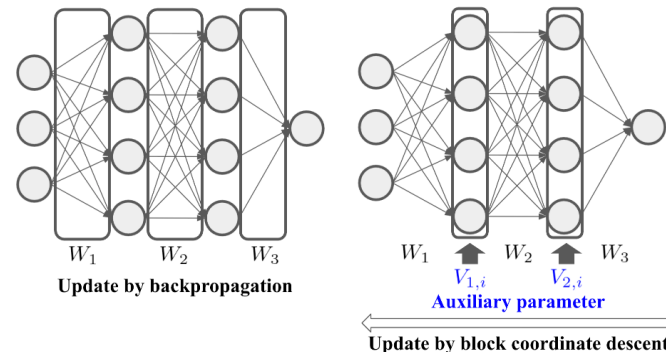 W₁ W₂ W₃
Update by backpropagation
W₁ W₂ W₃
V₁,ᵢ V₂,ᵢ
Auxiliary parameter
Update by block coordinate descent